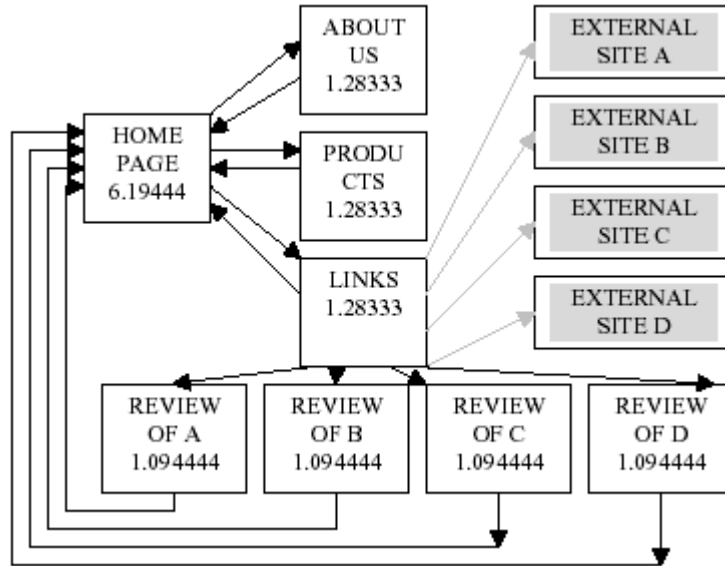 ABOUT
US
1.28333
EXTERNAL
SITE A
HOME
PAGE
6.19444
EXTERNAL
SITE B
PRODU
CTS
1.28333
EXTERNAL
SITE C
LINKS
1.28333
EXTERNAL
SITE D
REVIEW
OF A
1.094444
REVIEW
OF B
1.094444
REVIEW
OF C
1.094444
REVIEW
OF D
1.094444